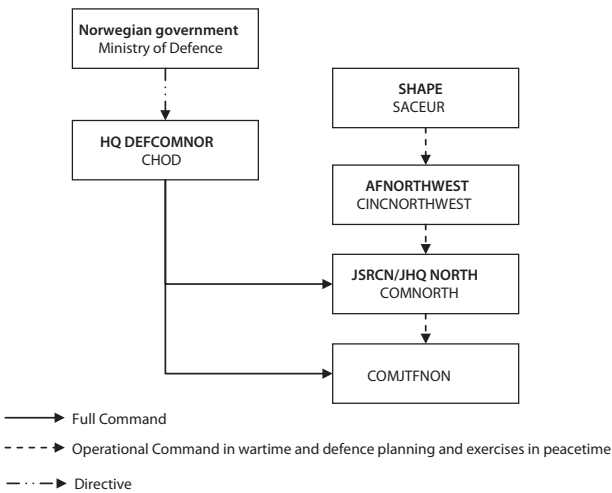 Norwegian government
Ministry of Defence
SHAPE
SACEUR
HQ DEFCOMNOR
CHOD
AFNORTHWEST
CINCNORTHWEST
JSRCN/JHQ NORTH
COMNORTH
COMJTFNON
Full Command
Operational Command in wartime and defence planning and exercises in peacetime
Directive